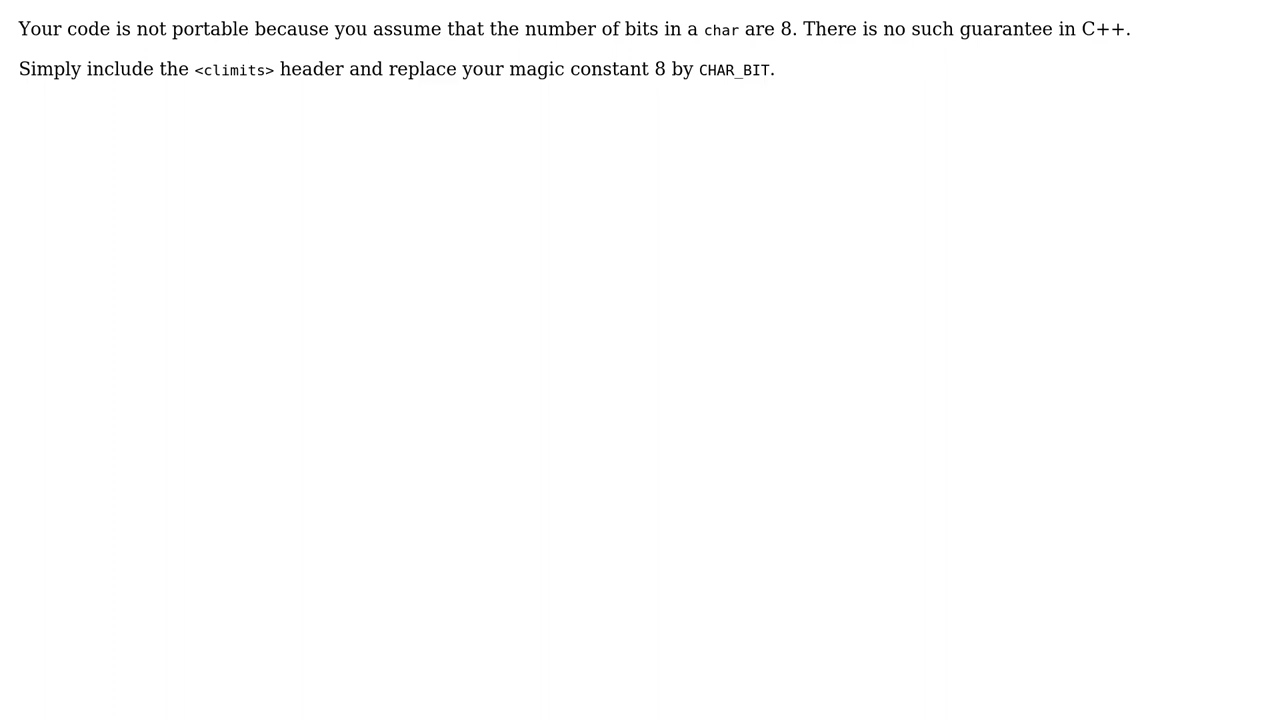 Your code is not portable because you assume that the number of bits in a char are 8. There is no such guarantee in C++.
Simply include the <climits> header and replace your magic constant 8 by CHAR_BIT.